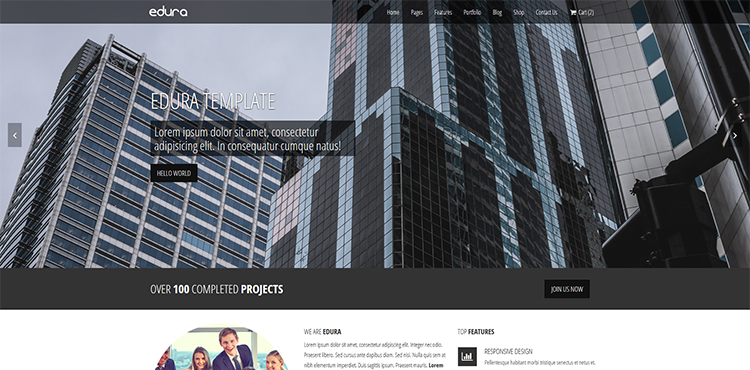 edura
Home Pages Features Portfolio Blog Shop Contact Us Cart (2)
EDURA TEMPLATE
Lorem ipsum dolor sit amet, consectetur
adipisicing elit. In consequatur cumque natus!
HELLO WORLD
OVER 100 COMPLETED PROJECTS
JOIN US NOW
WE ARE EDURA
Lorem ipsum dolor sit amet, consectetur adipiscing elit. Integer nec odio.
Praesent libero. Sed cursus ante dapibus diam. Sed nisi. Nulla quis sem at
nibh elementum imperdiet. Duis sagittis ipsum. Praesent mauris. Lorem
TOP FEATURES
RESPONSIVE DESIGN
Pellentesque habitant morbi tristique senectus et netus et.